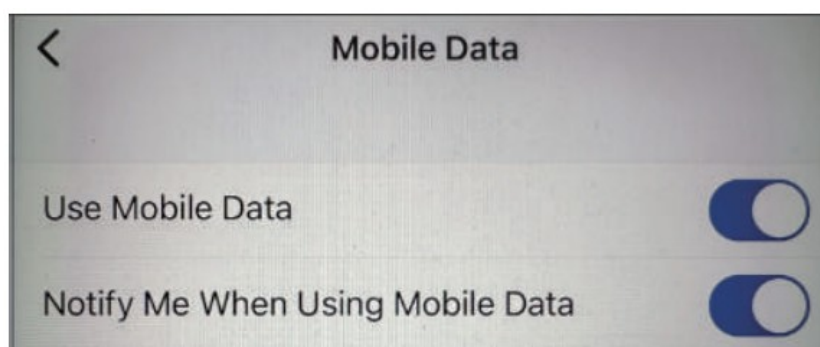 Mobile Data
Use Mobile Data
Notify Me When Using Mobile Data